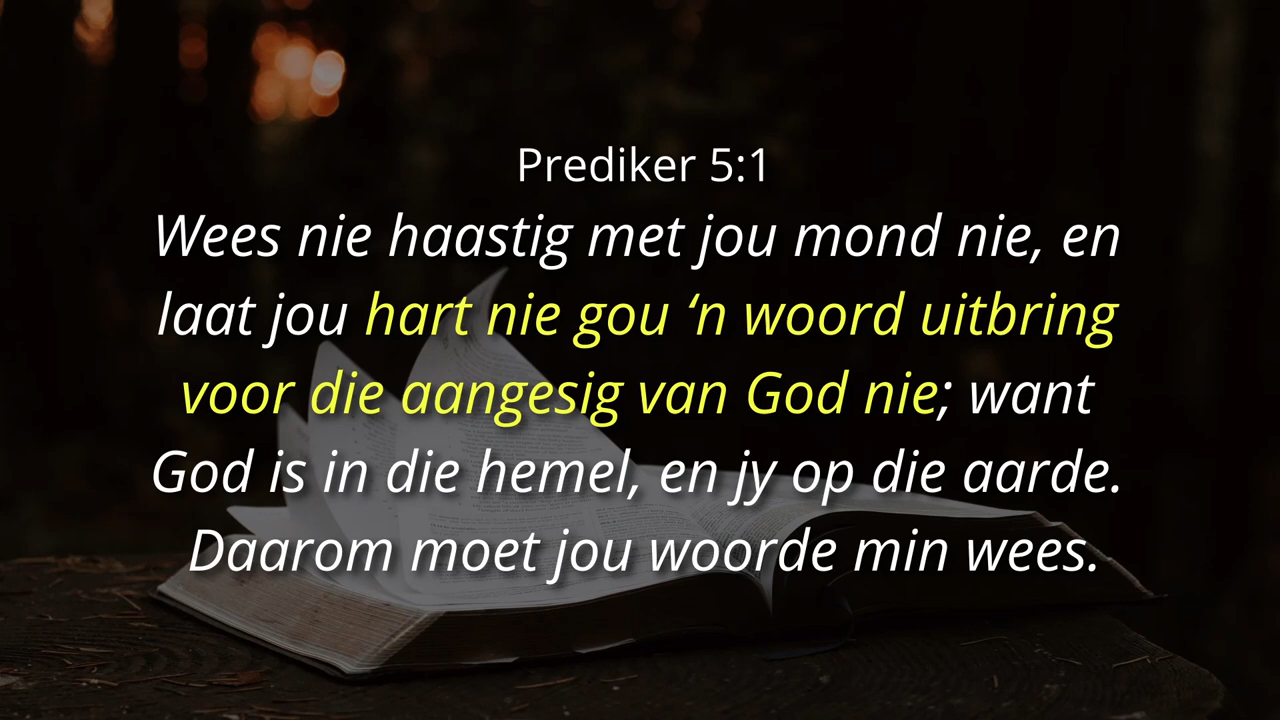 Prediker 5:1
Wees nie haastig met jou mond nie, en
laat jou hart nie gou ‘n woord uitbring
voor die aangesig van God nie; want
God is in die hemel, en jy op die aarde.
Daarom moet jou woorde min wees.